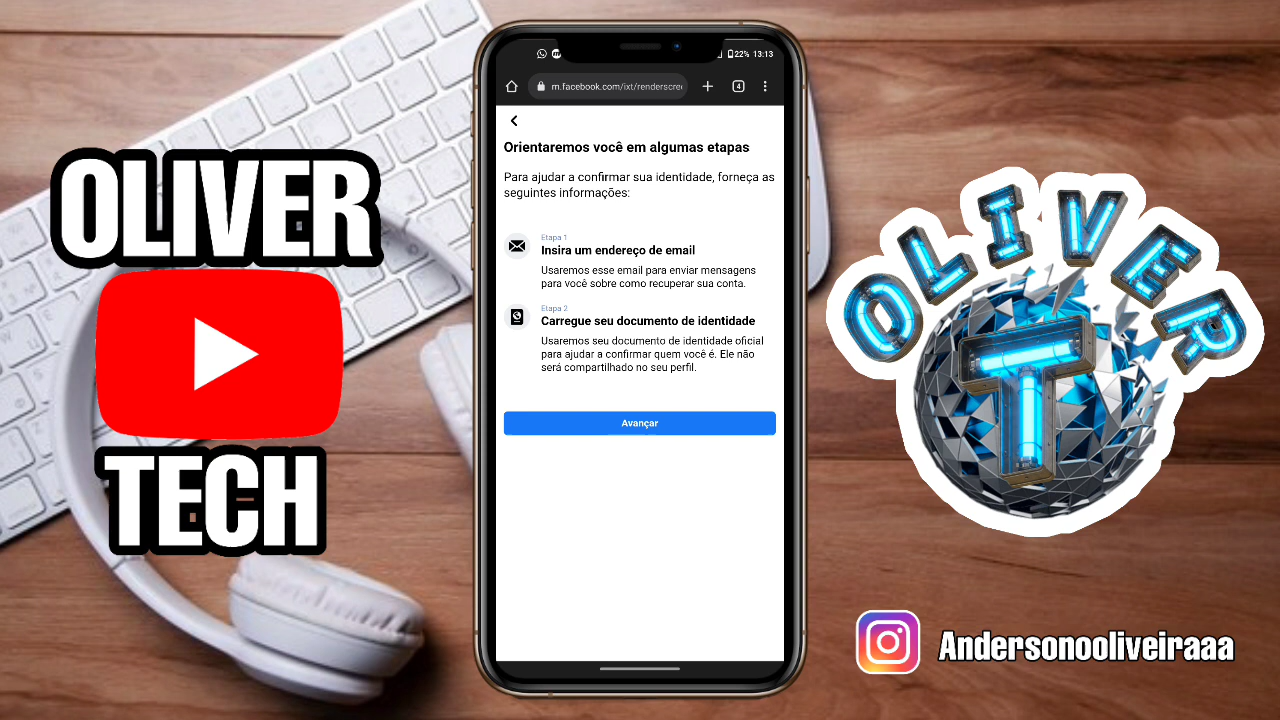 OLIVER
TECH
22% 13:13
m.facebook.com/ixt/renderscree
4
Orientaremos você em algumas etapas
Para ajudar a confirmar sua identidade, forneça as
seguintes informações:
Etapa 1
Insira um endereço de email
Usaremos esse email para enviar mensagens
para você sobre como recuperar sua conta.
Etapa 2
Carregue seu documento de identidade
Usaremos seu documento de identidade oficial
para ajudar a confirmar quem você é. Ele não
será compartilhado no seu perfil.
Avançar
OLIVER
T
Andersonooliveiraaa